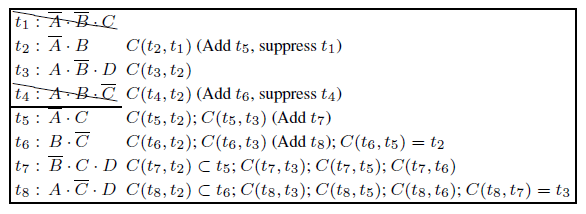 t₁ : A̅ · B̅ · C
t₂ : A̅ · B C(t₂, t₁) (Add t₅, suppress t₁)
t₃ : A · B̅ · D C(t₃, t₂)
t₄ : A · B · C̅ C(t₄, t₂) (Add t₆, suppress t₄)
t₅ : A̅ · C C(t₅, t₂); C(t₅, t₃) (Add t₇)
t₆ : B · C̅ C(t₆, t₂); C(t₆, t₃) (Add t₈); C(t₆, t₅) = t₂
t₇ : B̅ · C · D C(t₇, t₂) ⊂ t₅; C(t₇, t₃); C(t₇, t₅); C(t₇, t₆)
t₈ : A · C̅ · D C(t₈, t₂) ⊂ t₆; C(t₈, t₃); C(t₈, t₅); C(t₈, t₆); C(t₈, t₇) = t₃